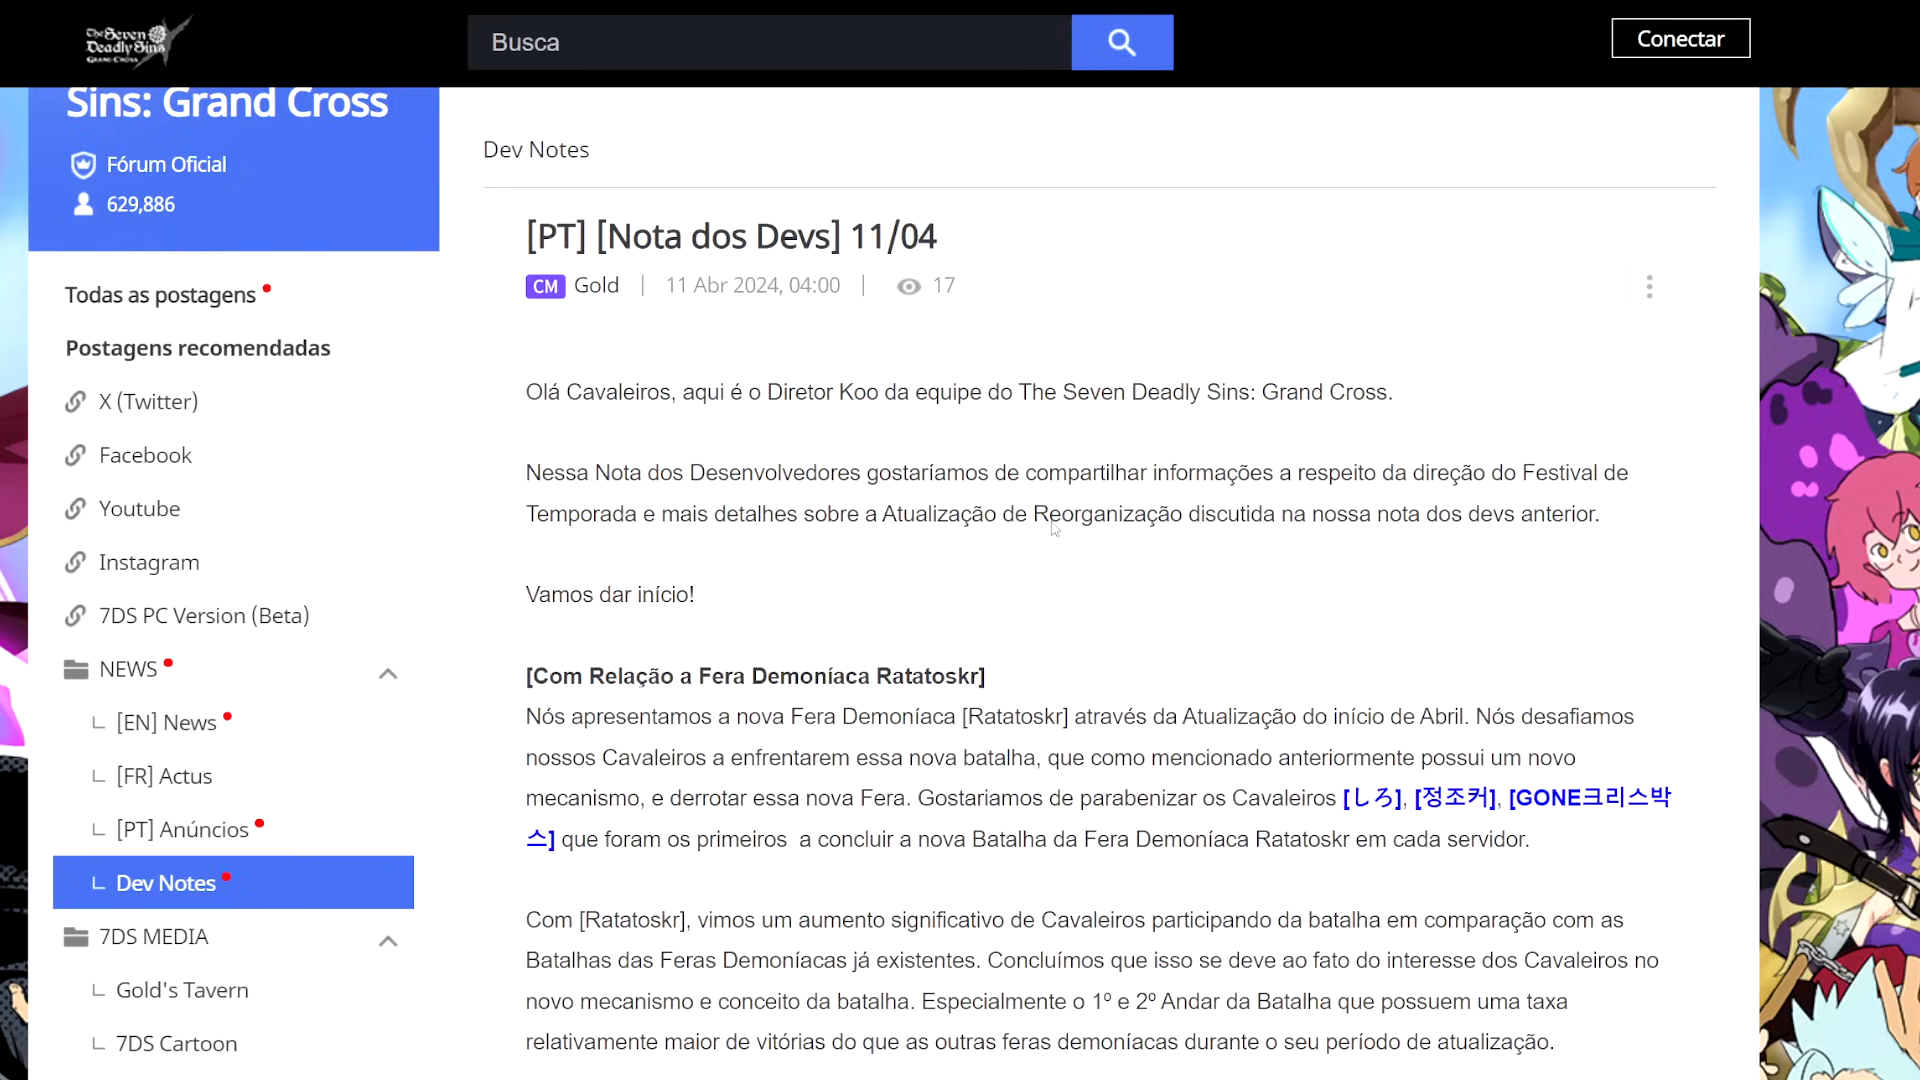 The Seven
Deadly Sins
GRAND CROSS
Busca
Conectar
Sins: Grand Cross
Fórum Oficial
629,886
Todas as postagens
Postagens recomendadas
X (Twitter)
Facebook
Youtube
Instagram
7DS PC Version (Beta)
NEWS
[EN] News
[FR] Actus
[PT] Anúncios
Dev Notes
7DS MEDIA
Gold's Tavern
7DS Cartoon
Dev Notes
[PT] [Nota dos Devs] 11/04
CM Gold | 11 Abr 2024, 04:00 | 17
Olá Cavaleiros, aqui é o Diretor Koo da equipe do The Seven Deadly Sins: Grand Cross.
Nessa Nota dos Desenvolvedores gostaríamos de compartilhar informações a respeito da direção do Festival de
Temporada e mais detalhes sobre a Atualização de Reorganização discutida na nossa nota dos devs anterior.
Vamos dar início!
[Com Relação a Fera Demoníaca Ratatoskr]
Nós apresentamos a nova Fera Demoníaca [Ratatoskr] através da Atualização do início de Abril. Nós desafiamos
nossos Cavaleiros a enfrentarem essa nova batalha, que como mencionado anteriormente possui um novo
mecanismo, e derrotar essa nova Fera. Gostariamos de parabenizar os Cavaleiros [しろ], [정조커], [GONE크리스박
스] que foram os primeiros  a concluir a nova Batalha da Fera Demoníaca Ratatoskr em cada servidor.
Com [Ratatoskr], vimos um aumento significativo de Cavaleiros participando da batalha em comparação com as
Batalhas das Feras Demoníacas já existentes. Concluímos que isso se deve ao fato do interesse dos Cavaleiros no
novo mecanismo e conceito da batalha. Especialmente o 1º e 2º Andar da Batalha que possuem uma taxa
relativamente maior de vitórias do que as outras feras demoníacas durante o seu período de atualização.